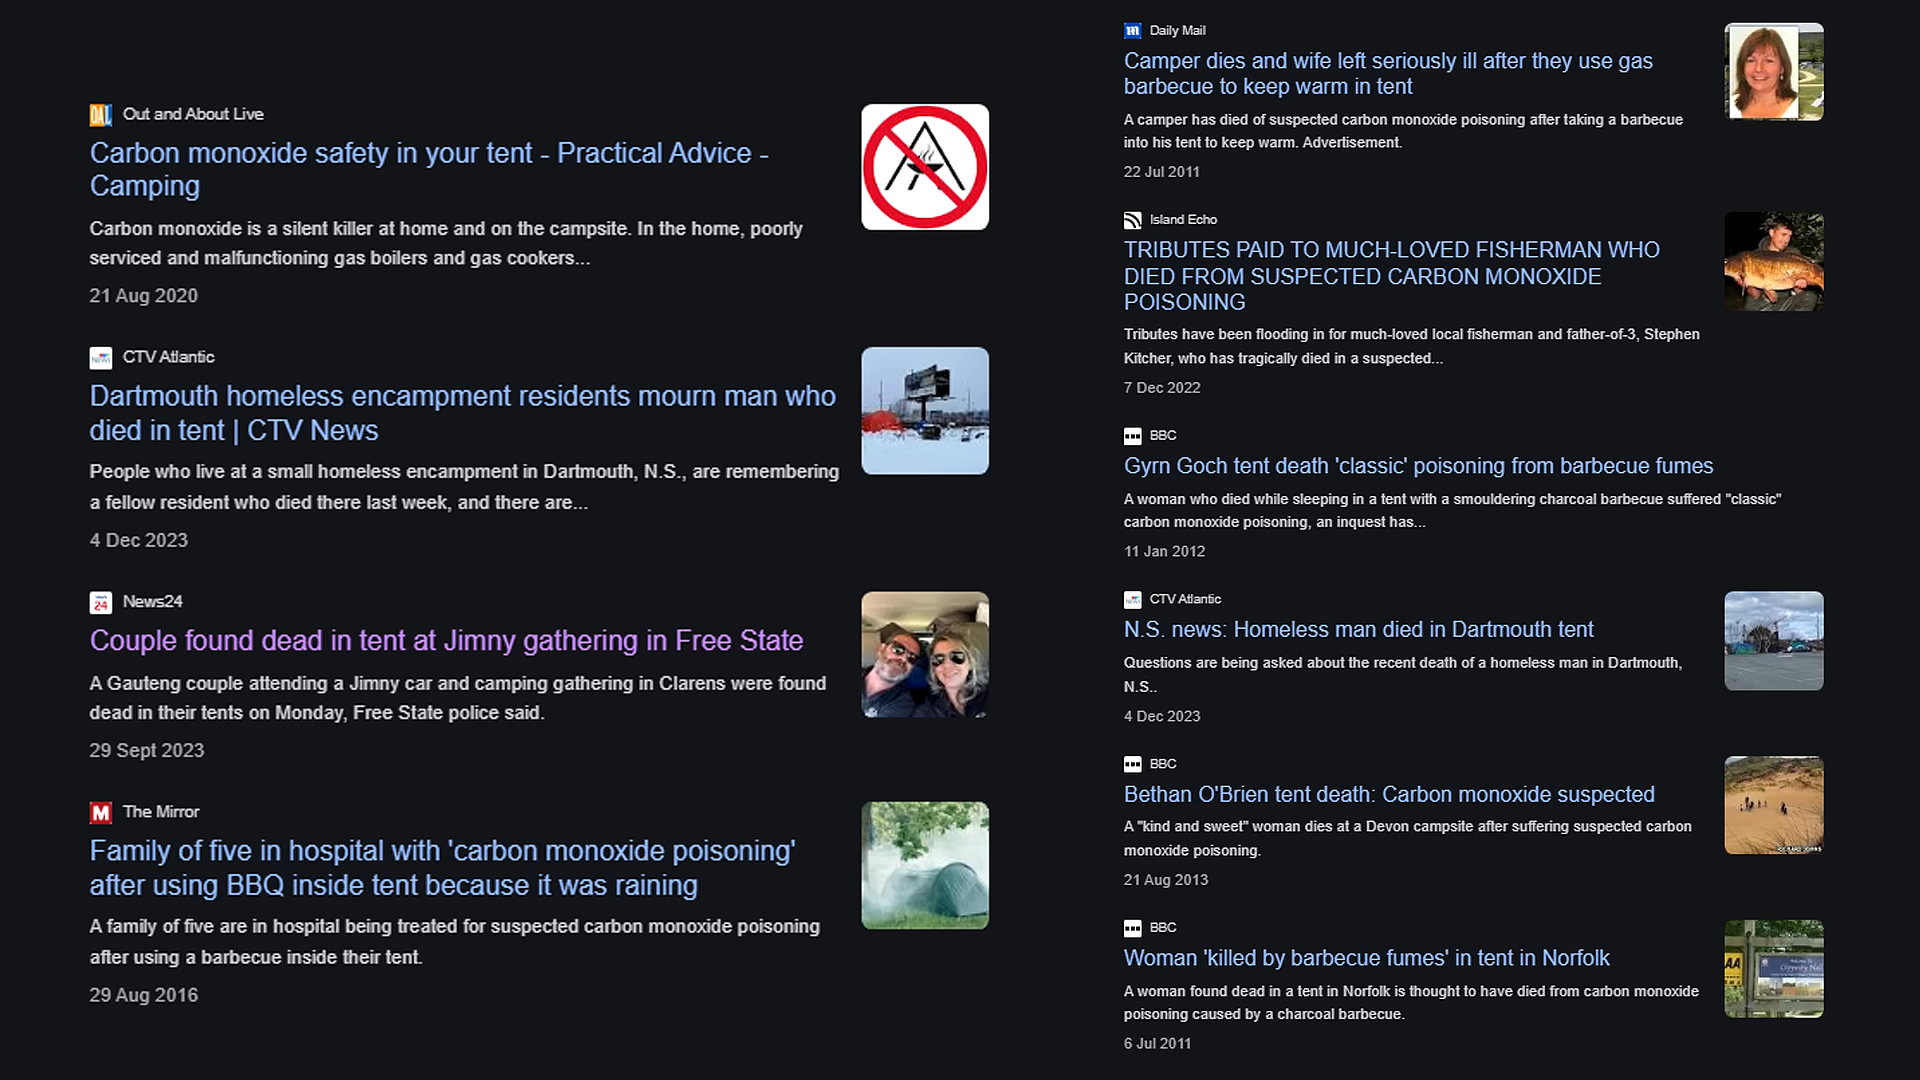 Out and About Live
Carbon monoxide safety in your tent - Practical Advice -
Camping
Carbon monoxide is a silent killer at home and on the campsite. In the home, poorly
serviced and malfunctioning gas boilers and gas cookers...
21 Aug 2020
CTV Atlantic
Dartmouth homeless encampment residents mourn man who
died in tent | CTV News
People who live at a small homeless encampment in Dartmouth, N.S., are remembering
a fellow resident who died there last week, and there are...
4 Dec 2023
24
News24
Couple found dead in tent at Jimny gathering in Free State
A Gauteng couple attending a Jimny car and camping gathering in Clarens were found
dead in their tents on Monday, Free State police said.
29 Sept 2023
M
The Mirror
Family of five in hospital with 'carbon monoxide poisoning'
after using BBQ inside tent because it was raining
A family of five are in hospital being treated for suspected carbon monoxide poisoning
after using a barbecue inside their tent.
29 Aug 2016
m
Daily Mail
Camper dies and wife left seriously ill after they use gas
barbecue to keep warm in tent
A camper has died of suspected carbon monoxide poisoning after taking a barbecue
into his tent to keep warm. Advertisement.
22 Jul 2011
Island Echo
TRIBUTES PAID TO MUCH-LOVED FISHERMAN WHO
DIED FROM SUSPECTED CARBON MONOXIDE
POISONING
Tributes have been flooding in for much-loved local fisherman and father-of-3, Stephen
Kitcher, who has tragically died in a suspected...
7 Dec 2022
BBC
Gyrn Goch tent death 'classic' poisoning from barbecue fumes
A woman who died while sleeping in a tent with a smouldering charcoal barbecue suffered "classic"
carbon monoxide poisoning, an inquest has...
11 Jan 2012
CTV Atlantic
N.S. news: Homeless man died in Dartmouth tent
Questions are being asked about the recent death of a homeless man in Dartmouth,
N.S..
4 Dec 2023
BBC
Bethan O'Brien tent death: Carbon monoxide suspected
A "kind and sweet" woman dies at a Devon campsite after suffering suspected carbon
monoxide poisoning.
21 Aug 2013
BBC
Woman 'killed by barbecue fumes' in tent in Norfolk
A woman found dead in a tent in Norfolk is thought to have died from carbon monoxide
poisoning caused by a charcoal barbecue.
6 Jul 2011